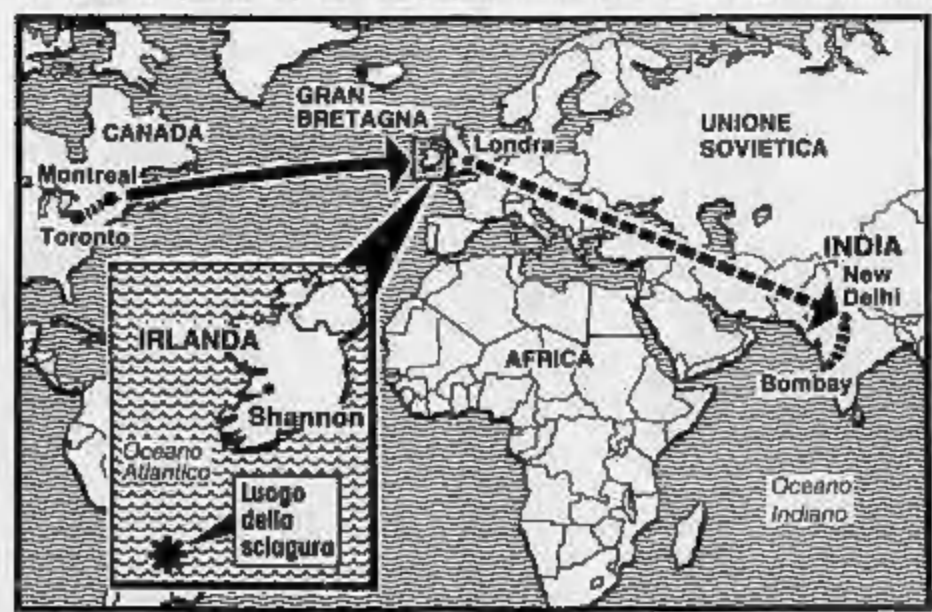 GRAN
BRETAGNA
CANADA
Londra
UNIONE
SOVIETICA
Montreal
Toronto
INDIA
New
Delhi
IRLANDA
AFRICA
Bombay
Shannon
Oceano
Atlantico
Luogo
della
sciagura
Oceano
Indiano